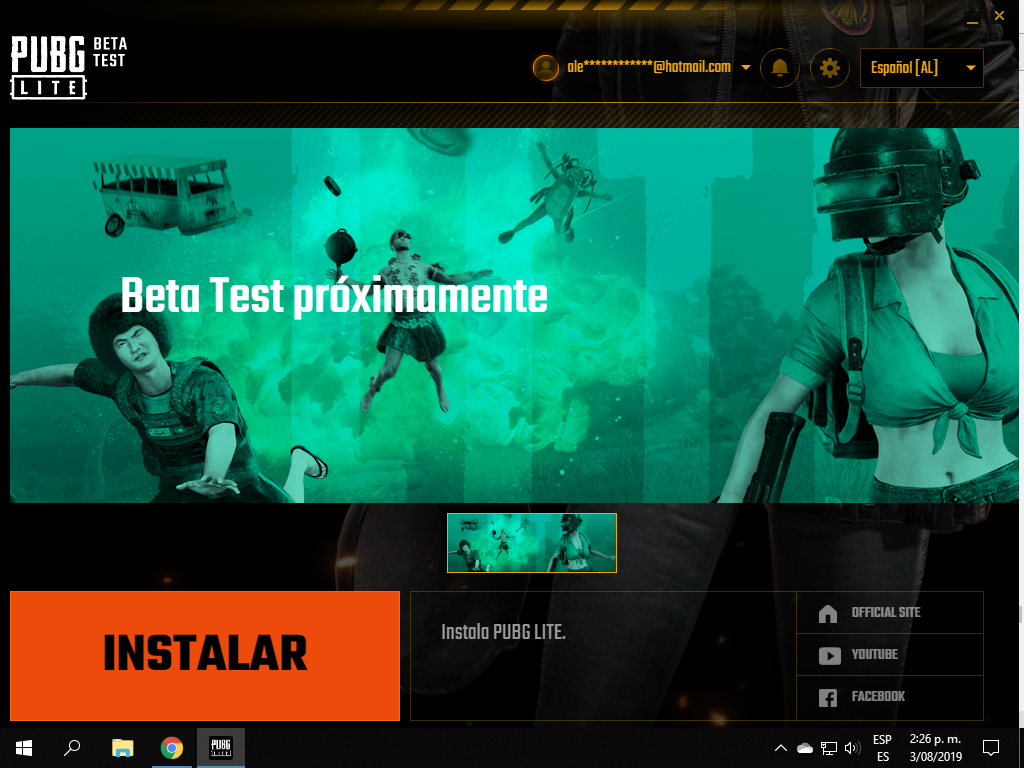 PUBG BETA
TEST
LITE
ale************@hotmail.com
Español [AL]
Beta Test próximamente
INSTALAR
Instala PUBG LITE.
OFFICIAL SITE
YOUTUBE
FACEBOOK
PUBG
LITE
ESP
ES
2:26 p. m.
3/08/2019